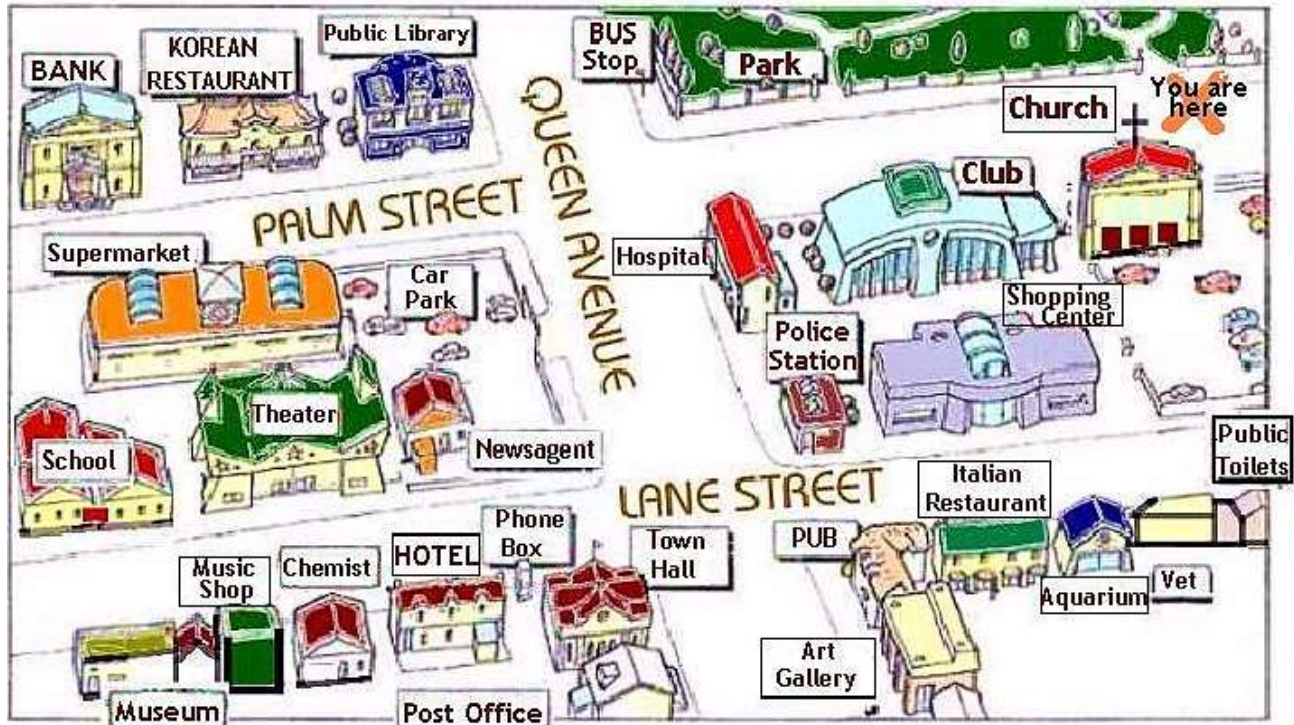 BANK
KOREAN
RESTAURANT
Public Library
BUS
Stop
Park
Church
You are
here
QUEEN AVENUE
PALM STREET
Club
Hospital
Supermarket
Car
Park
Shopping
Center
Police
Station
Theater
School
Newsagent
Public
Toilets
LANE STREET
Italian
Restaurant
PUB
Phone
Box
Town
Hall
HOTEL
Chemist
Music
Shop
Aquarium
Vet
Art
Gallery
Museum
Post Office